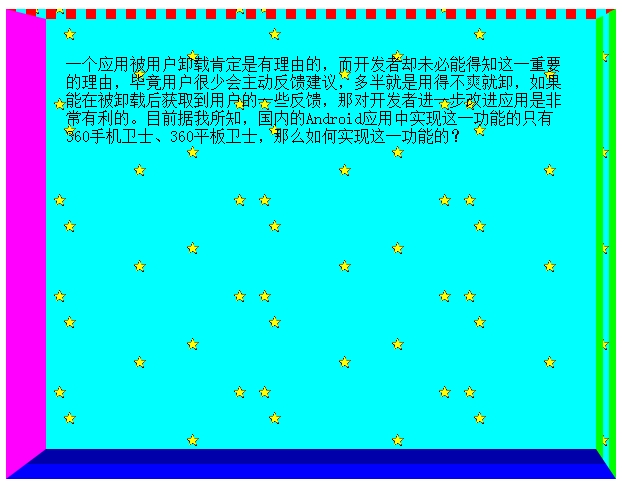 一个应用被用户卸载肯定是有理由的，而开发者却未必能得知这一重要
的理由，毕竟用户很少会主动反馈建议，多半就是用得不爽就卸，如果
能在被卸载后获取到用户的一些反馈，那对开发者进一步改进应用是非
常有利的。目前据我所知，国内的Android应用中实现这一功能的只有
360手机卫士、360平板卫士，那么如何实现这一功能的？